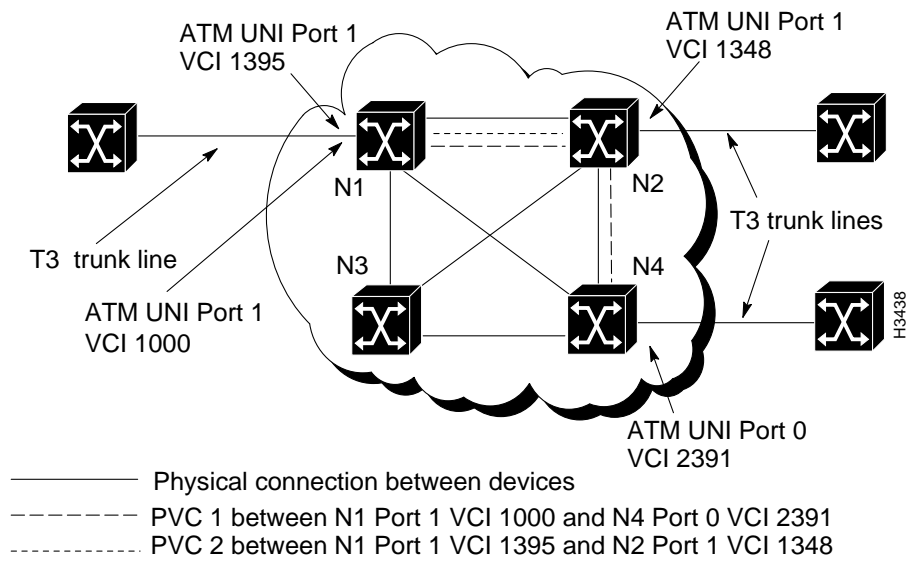 ATM UNI Port 1
VCI 1395
ATM UNI Port 1
VCI 1348
N1
N2
T3 trunk line
T3 trunk lines
N3
N4
ATM UNI Port 1
VCI 1000
H3438
ATM UNI Port 0
VCI 2391
Physical connection between devices
PVC 1 between N1 Port 1 VCI 1000 and N4 Port 0 VCI 2391
PVC 2 between N1 Port 1 VCI 1395 and N2 Port 1 VCI 1348